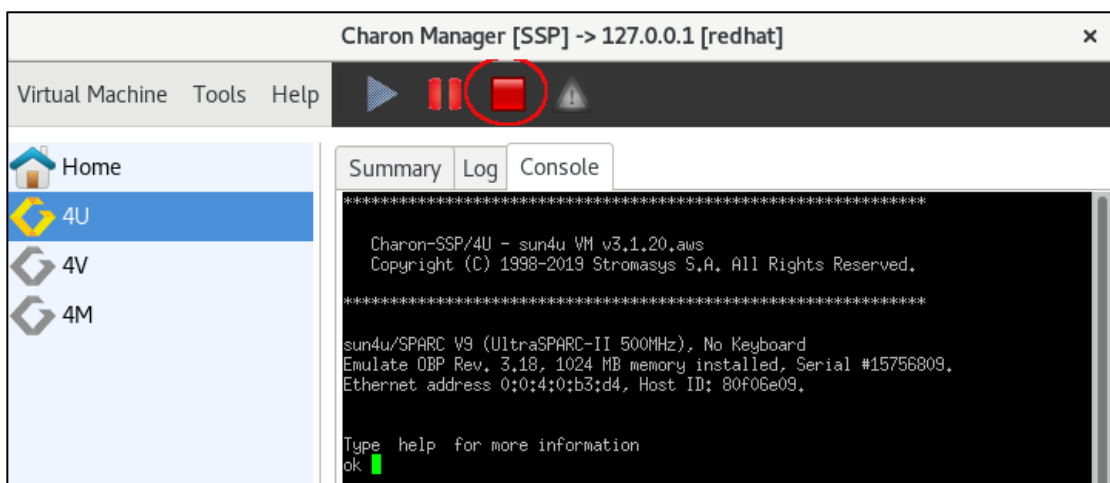 Charon Manager [SSP] -> 127.0.0.1 [redhat] ×
Virtual Machine Tools Help
Home
4U
4V
4M
Summary Log Console
****************************************************************
Charon-SSP/4U - sun4u VM v3.1.20.aws
Copyright (C) 1998-2019 Stromasys S.A. All Rights Reserved.
****************************************************************
sun4u/SPARC V9 (UltraSPARC-II 500MHz), No Keyboard
Emulate OBP Rev. 3.18, 1024 MB memory installed, Serial #15756809.
Ethernet address 0:0:4:0:b3:d4, Host ID: 80f06e09.
Type help for more information
ok